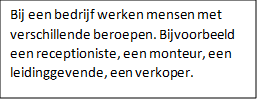 Bij een bedrijf werken mensen met
verschillende beroepen. Bijvoorbeeld
een receptioniste, een monteur, een
leidinggevende, een verkoper.